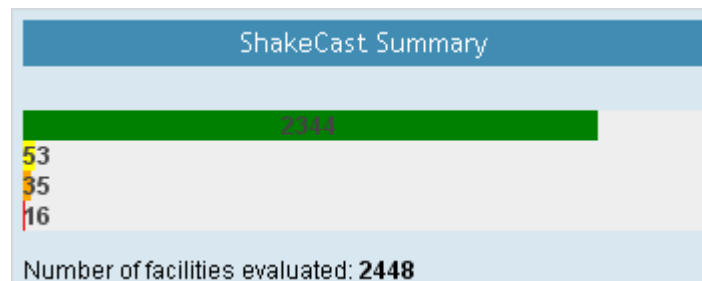 ShakeCast Summary
2344
53
35
16
Number of facilities evaluated: 2448